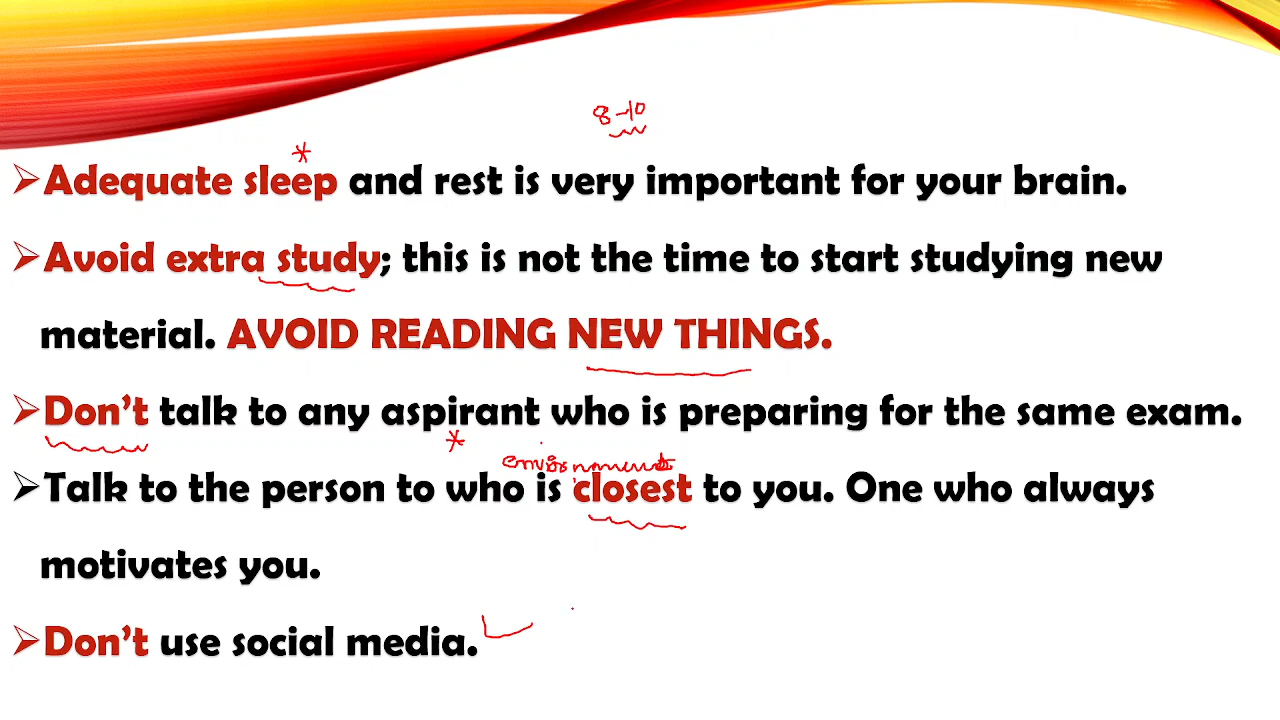 8-10
➢Adequate sleep and rest is very important for your brain.
➢Avoid extra study; this is not the time to start studying new
material. AVOID READING NEW THINGS.
➢Don't talk to any aspirant who is preparing for the same exam.
environment
➢Talk to the person to who is closest to you. One who always
motivates you.
➢Don't use social media.